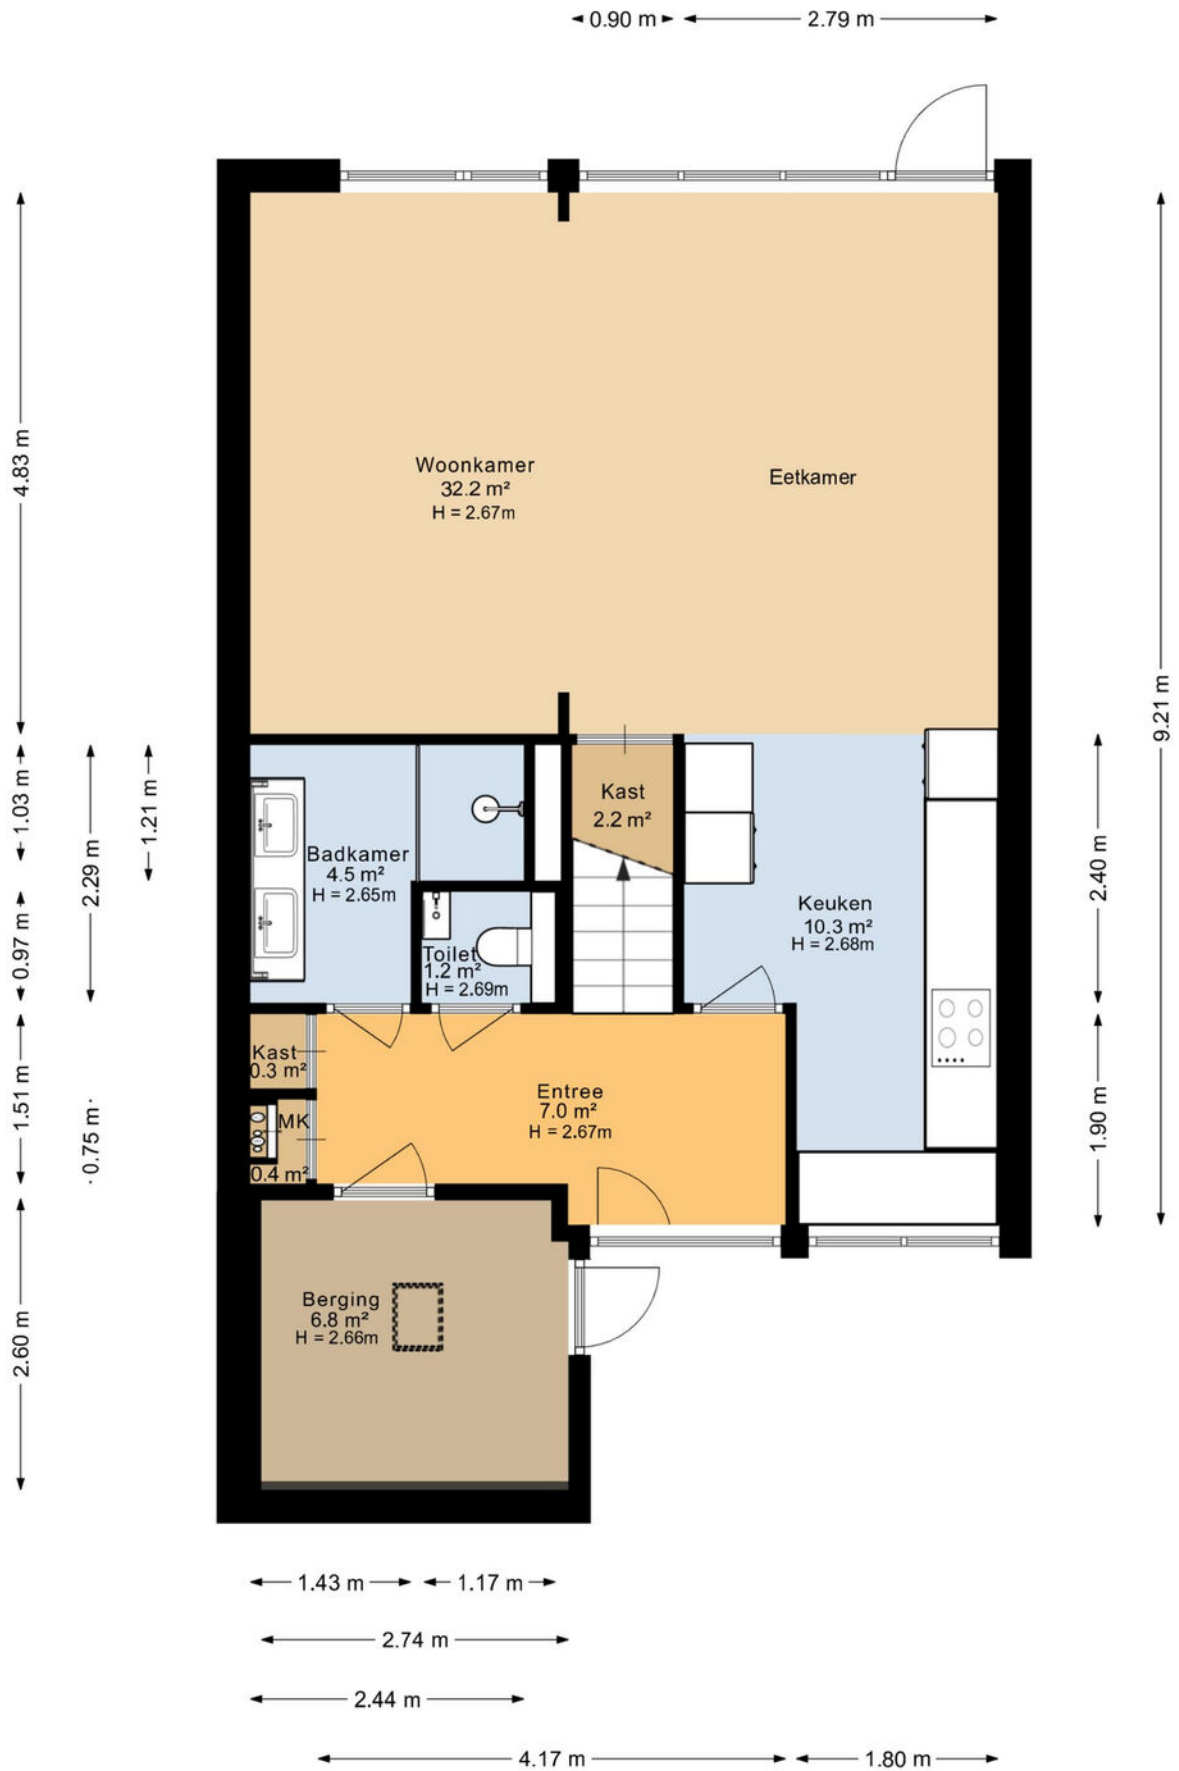 0.90 m
2.79 m
4.83 m
9.21 m
Woonkamer
32.2 m²
H = 2.67m
Eetkamer
1.03 m
2.29 m
1.21 m
0.97 m
2.40 m
Kast
2.2 m²
Badkamer
4.5 m²
H = 2.65m
Keuken
10.3 m²
H = 2.68m
Toilet
1.2 m²
H = 2.69m
1.51 m
0.75 m
1.90 m
Kast
0.3 m²
MK
0.4 m²
Entree
7.0 m²
H = 2.67m
2.60 m
Berging
6.8 m²
H = 2.66m
1.43 m
1.17 m
2.74 m
2.44 m
4.17 m
1.80 m